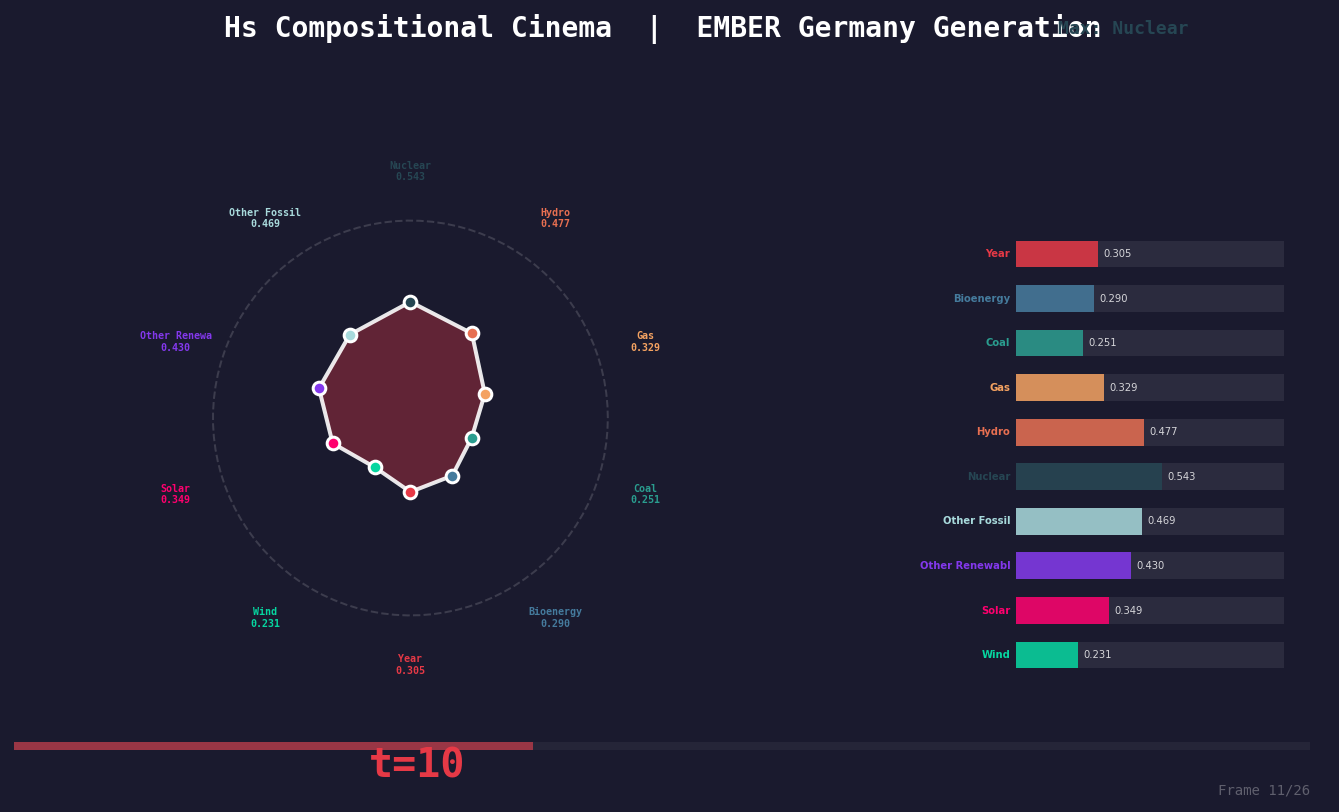 Hs Compositional Cinema | EMBER Germany Generation
Max: Nuclear
Nuclear
0.543
Other Fossil
0.469
Hydro
0.477
Other Renewa
0.430
Gas
0.329
Solar
0.349
Coal
0.251
Wind
0.231
Bioenergy
0.290
Year
0.305
Year 0.305
Bioenergy 0.290
Coal 0.251
Gas 0.329
Hydro 0.477
Nuclear 0.543
Other Fossil 0.469
Other Renewabl 0.430
Solar 0.349
Wind 0.231
t=10
Frame 11/26